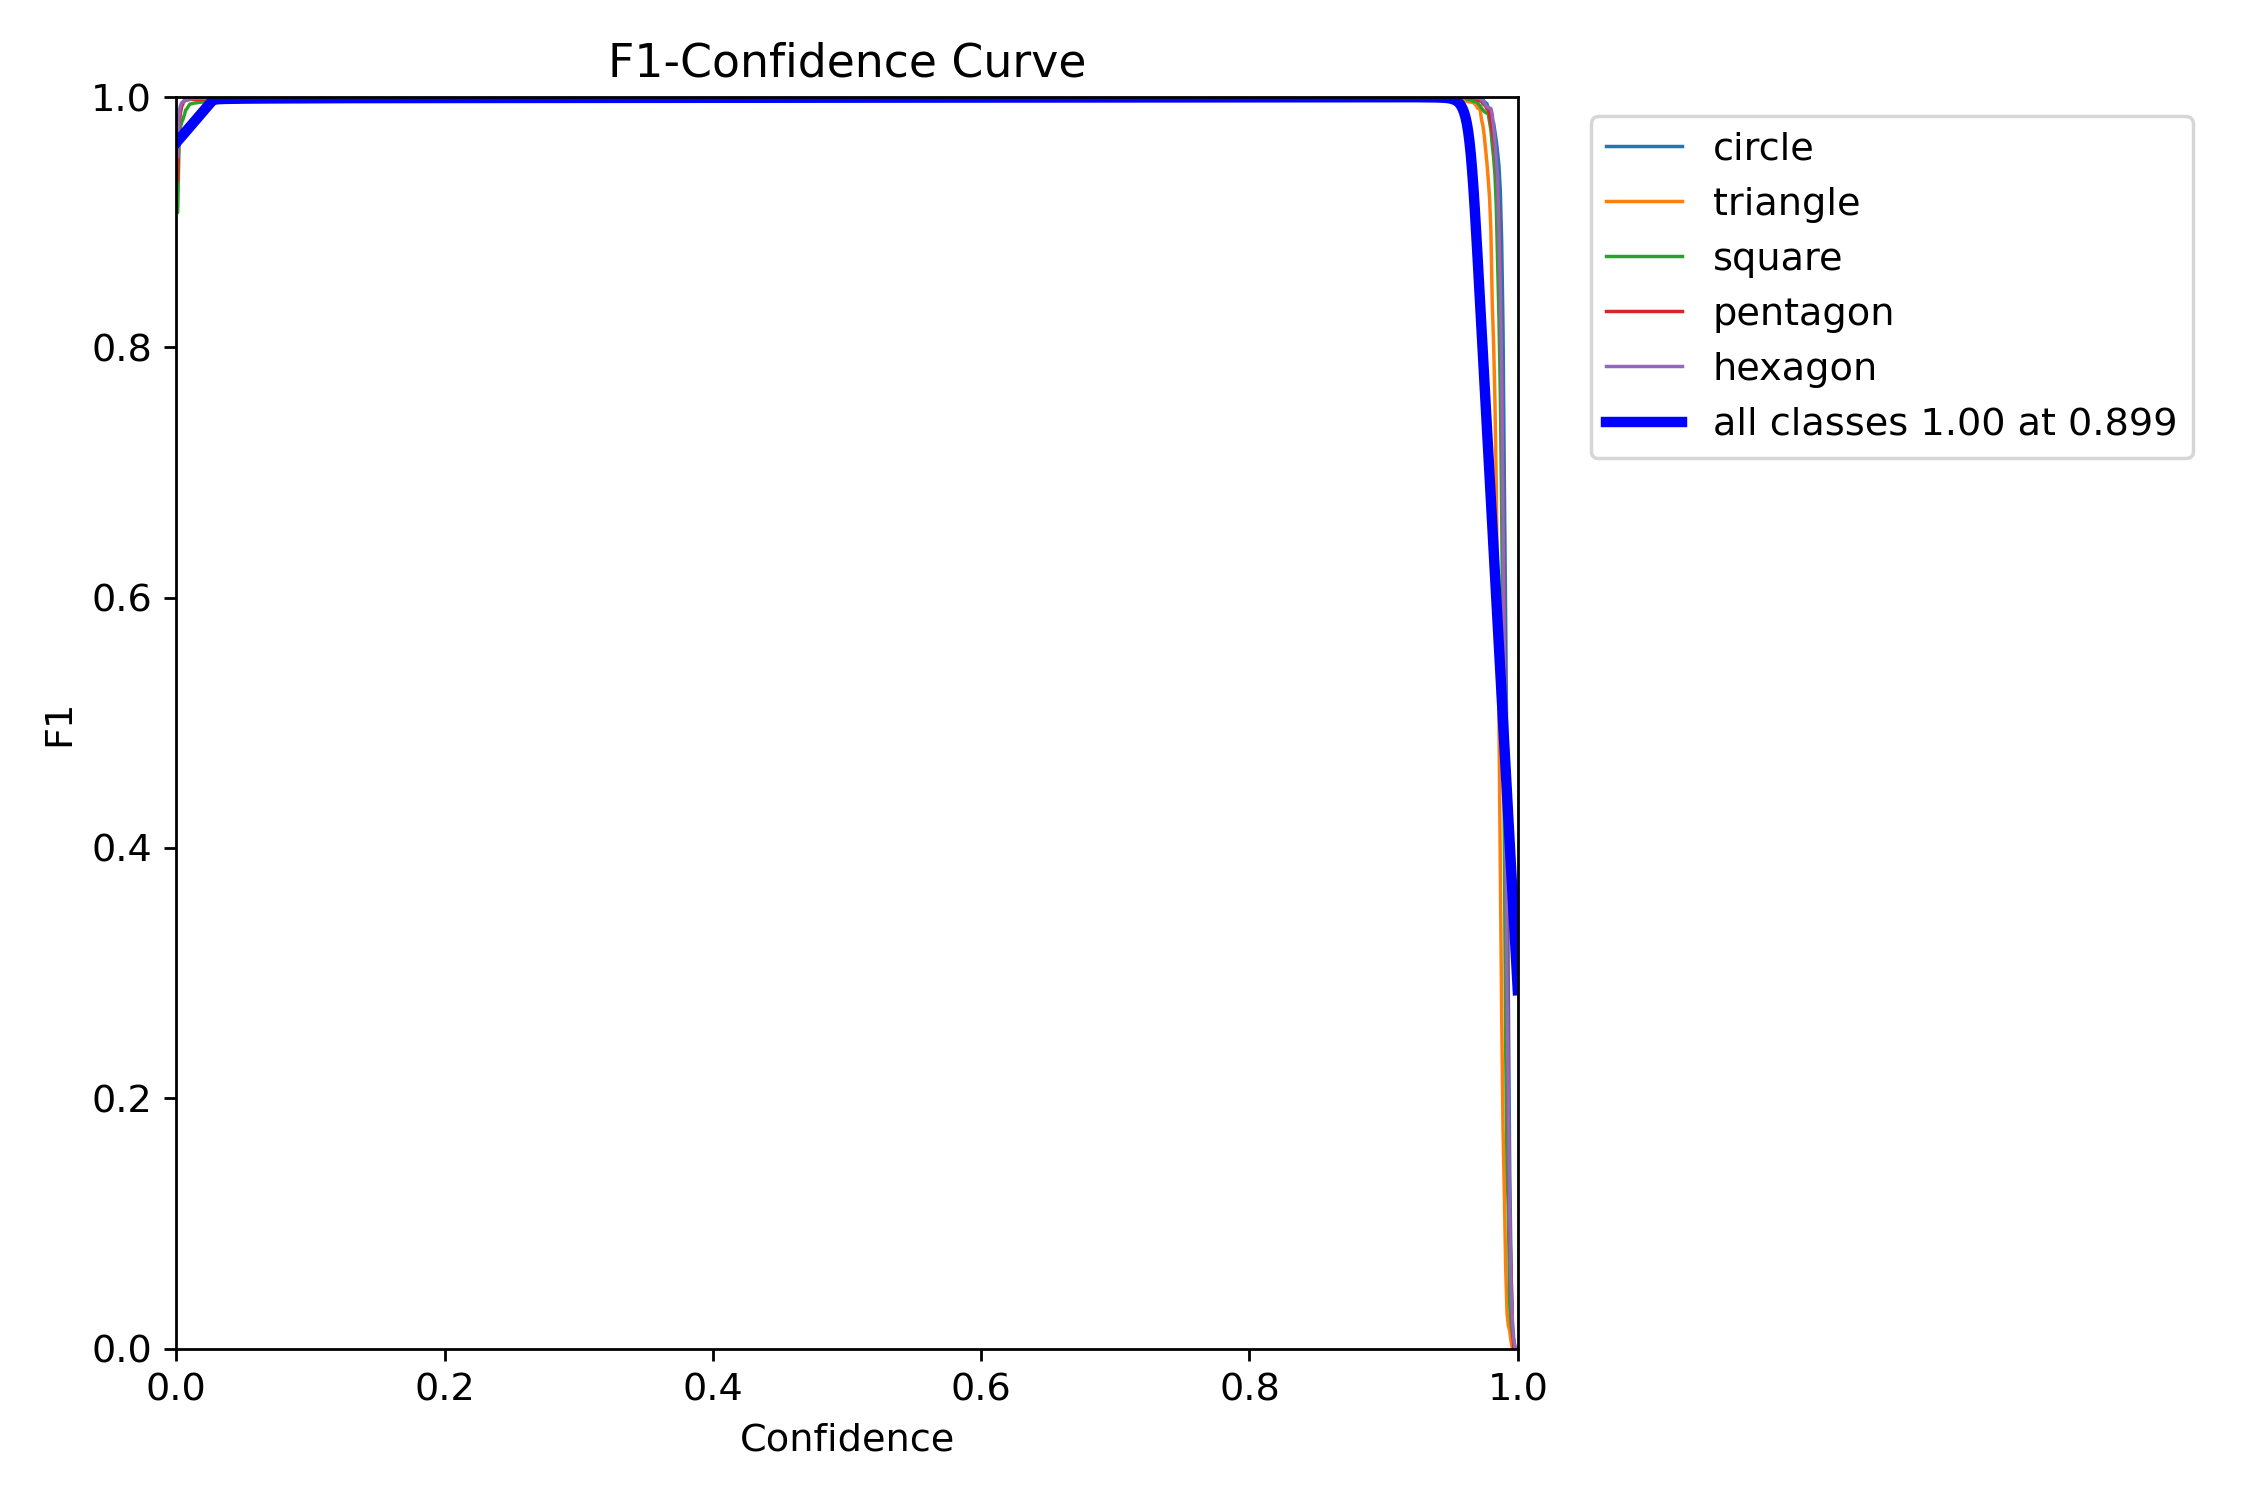 F1-Confidence Curve
1.0
0.8
0.6
0.4
0.2
0.0
F1
0.0 0.2 0.4 0.6 0.8 1.0
Confidence
circle
triangle
square
pentagon
hexagon
all classes 1.00 at 0.899